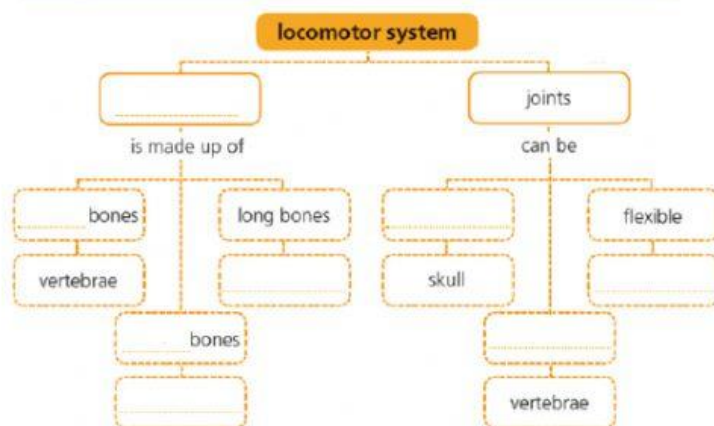 locomotor system
joints
is made up of
can be
bones
long bones
flexible
vertebrae
skull
bones
vertebrae